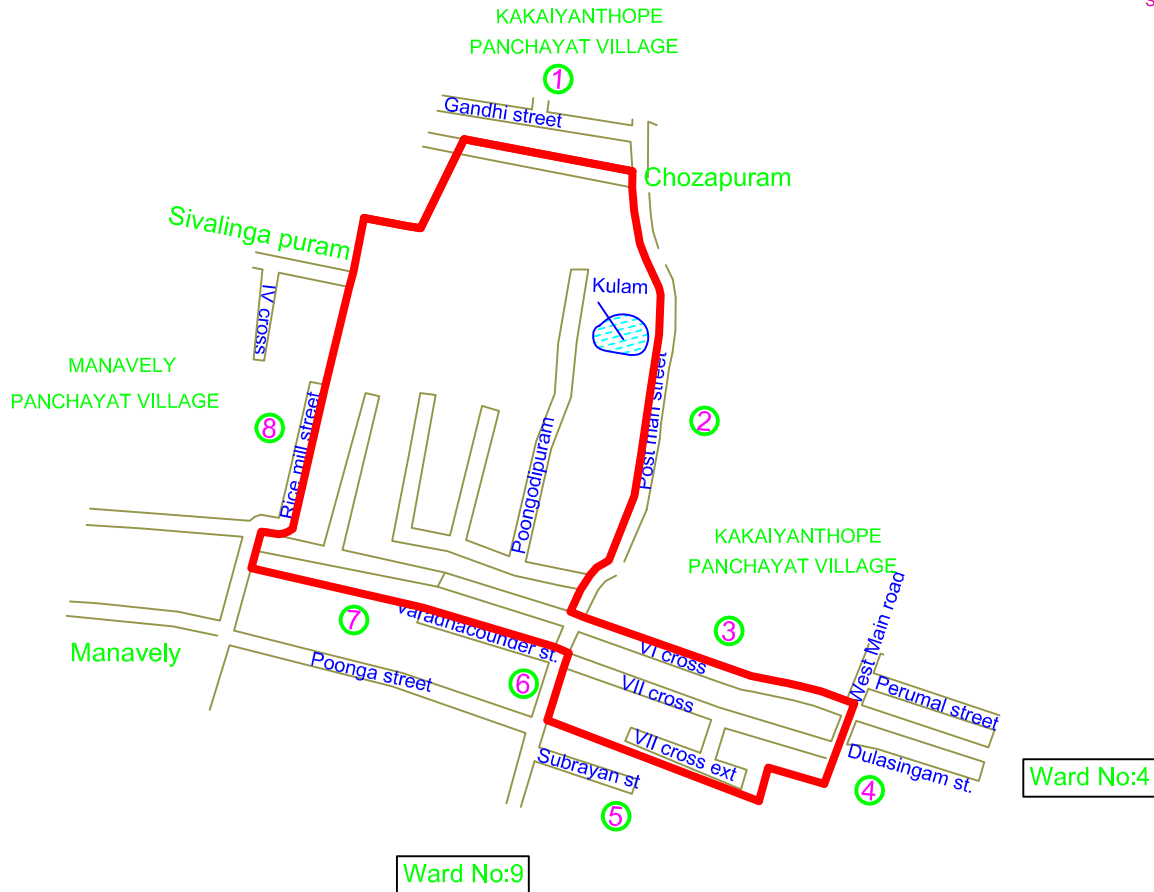 s
KAKAIYANTHOPE
PANCHAYAT VILLAGE
1
Gandhi street
Chozapuram
Sivalinga puram
Kulam
IV cross
MANAVELY
PANCHAYAT VILLAGE
8
Rice mill street
Poongodipuram
Post man street
2
KAKAIYANTHOPE
PANCHAYAT VILLAGE
West Main road
7
Varadhacounder st.
3
VI cross
Manavely
Poonga street
6
VII cross
Perumal street
VII cross ext
Dulasingam st.
Subrayan st
4
Ward No:4
5
Ward No:9